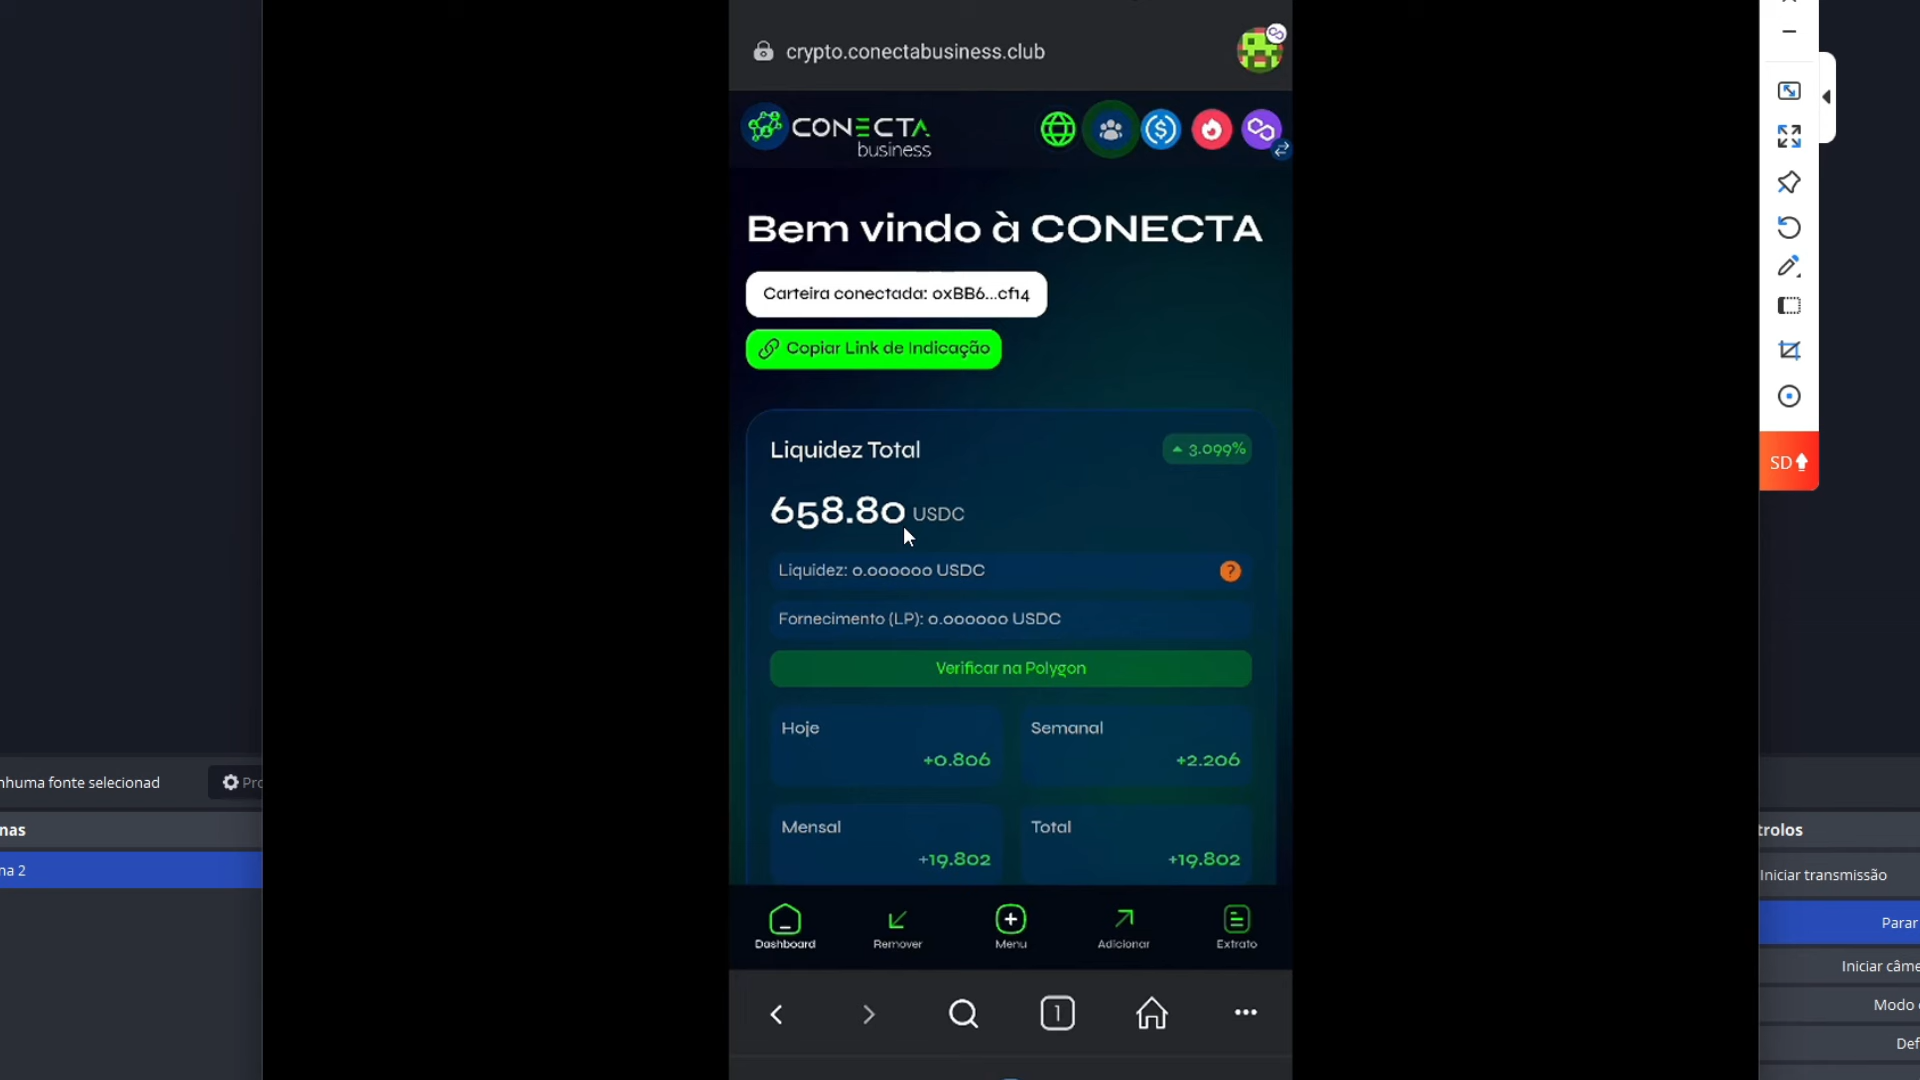 crypto.conectabusiness.club
CONECTA
business
Bem vindo à CONECTA
Carteira conectada: 0xBB6...cf14
Copiar Link de Indicação
Liquidez Total
3.099%
658.80 USDC
Liquidez: 0.000000 USDC
?
Fornecimento (LP): 0.000000 USDC
Verificar na Polygon
Hoje
+0.806
Semanal
+2.206
Mensal
+19.802
Total
+19.802
Dashboard
Remover
Menu
Adicionar
Extrato
1
nhuma fonte selecionad
Pro
nas
na 2
SD
trolos
Iniciar transmissão
Parar
Iniciar câme
Modo
Def